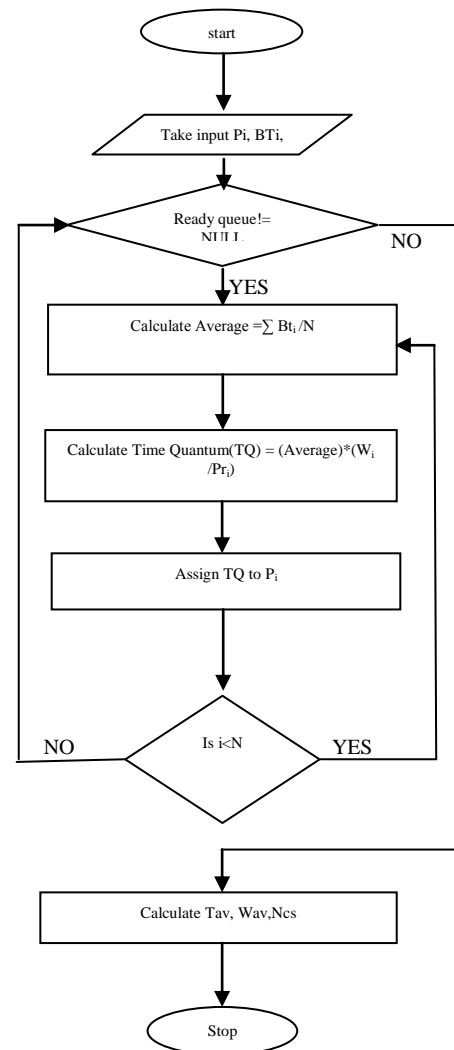 start
Take input Pi, BTi,
Ready queue!=
NULL
NO
YES
Calculate Average =∑ Bti /N
Calculate Time Quantum(TQ) = (Average)*(Wi
/Pri)
Assign TQ to Pi
Is i<N
NO
YES
Calculate Tav, Wav,Ncs
Stop